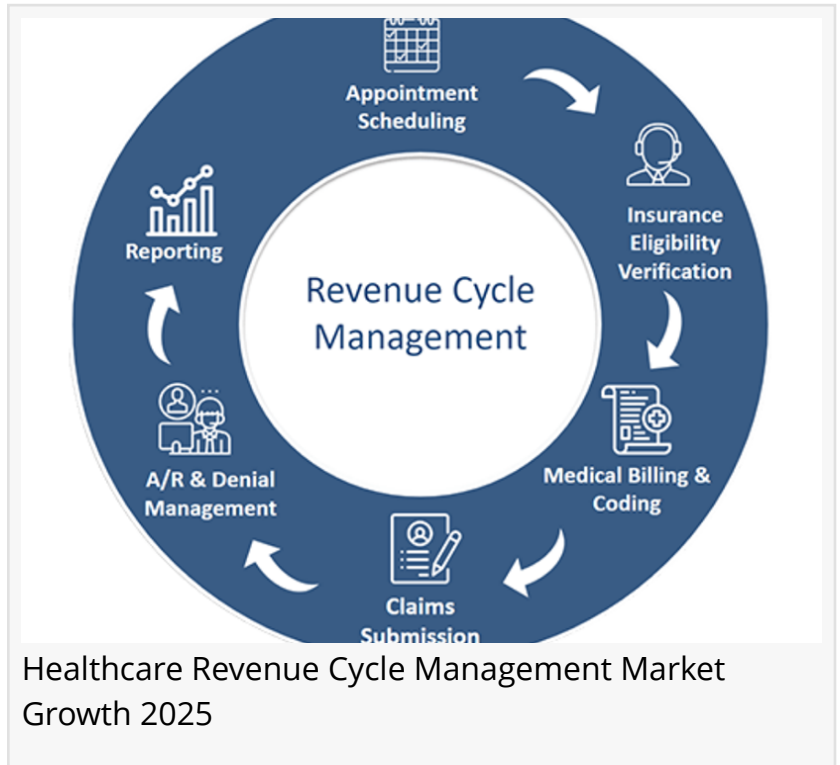 Appointment
Scheduling
Insurance
Eligibility
Verification
Medical Billing &
Coding
Claims
Submission
A/R & Denial
Management
Reporting
Revenue Cycle
Management
Healthcare Revenue Cycle Management Market
Growth 2025